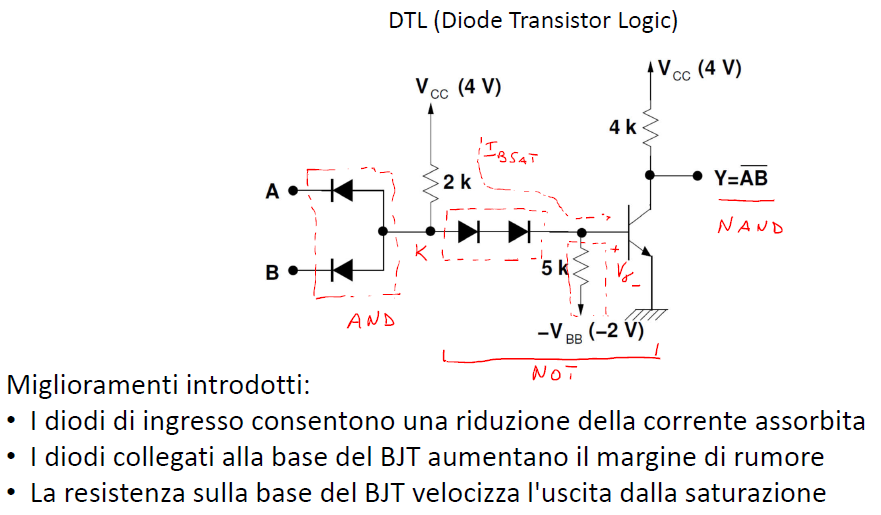 DTL (Diode Transistor Logic)
VCC (4 V)
VCC (4 V)
4 k
IBSAT
A
2 k
Y=A̅B̅
NAND
K
+
B
5 k
Vγ
-
AND
–VBB (–2 V)
NOT
Miglioramenti introdotti:
• I diodi di ingresso consentono una riduzione della corrente assorbita
• I diodi collegati alla base del BJT aumentano il margine di rumore
• La resistenza sulla base del BJT velocizza l'uscita dalla saturazione